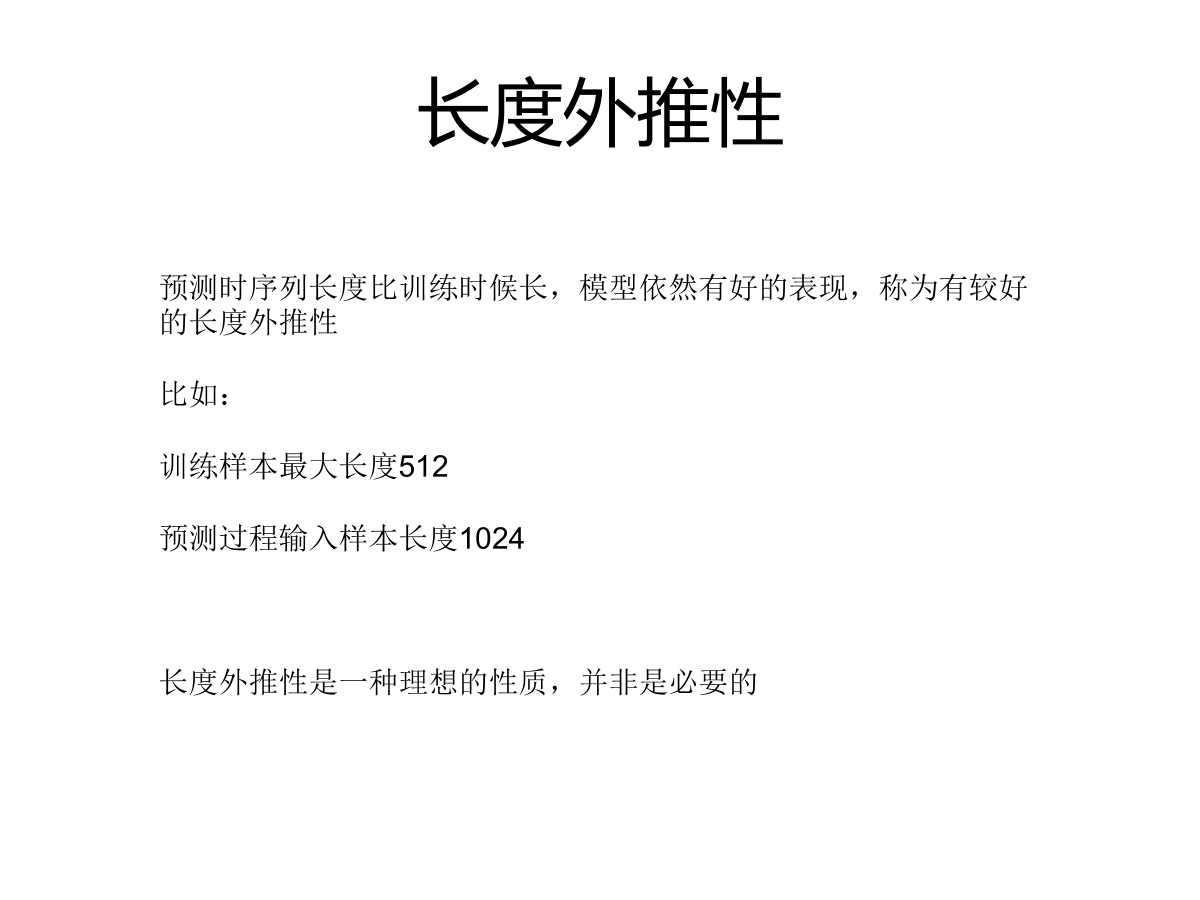 长度外推性
预测时序列长度比训练时候长，模型依然有好的表现，称为有较好
的长度外推性
比如：
训练样本最大长度512
预测过程输入样本长度1024
长度外推性是一种理想的性质，并非是必要的